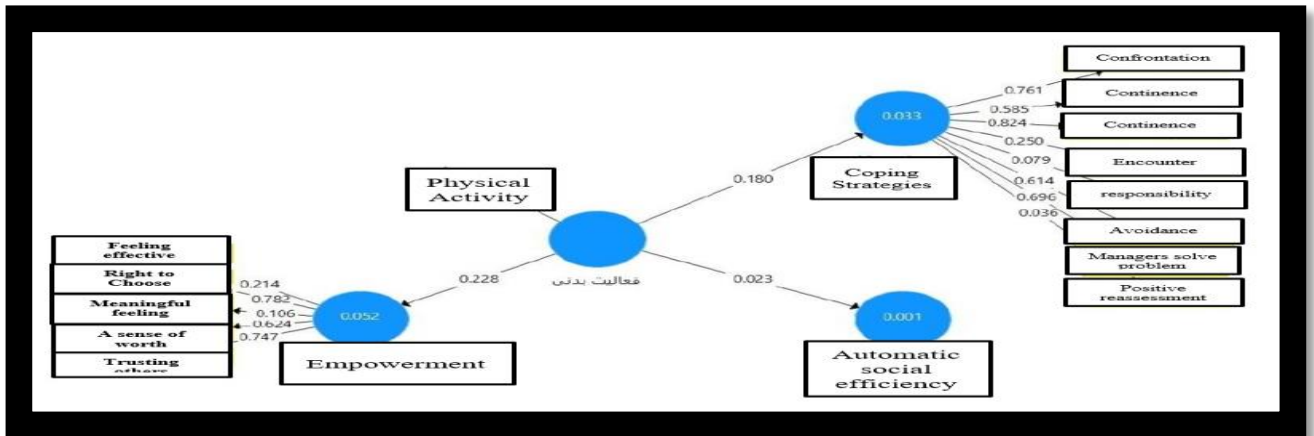 Confrontation
0.761
Continence
0.585
0.033
0.824
Continence
0.250
Encounter
0.079
Coping
Strategies
0.614
responsibility
0.696
0.036
Avoidance
Managers solve
problem
Positive
reassessment
0.180
Physical
Activity
فعالیت بدنی
0.228
0.023
Feeling
effective
Right to
Choose
Meaningful
feeling
A sense of
worth
Trusting
0.214
0.782
0.106
0.624
0.747
0.052
Empowerment
0.001
Automatic
social
efficiency